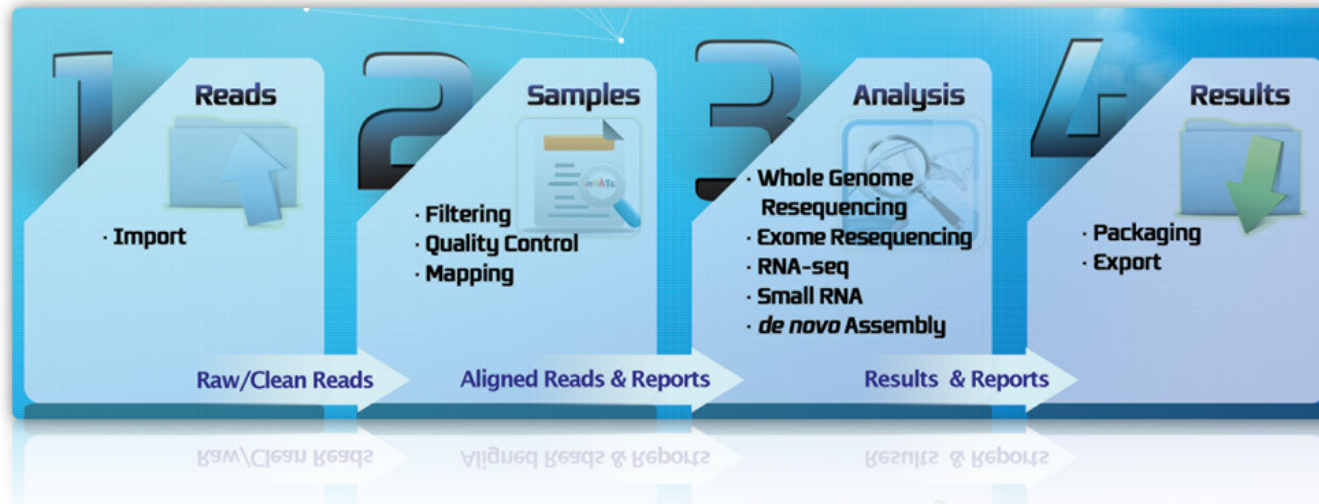 1
Reads
· Import
Raw/Clean Reads
2
Samples
· Filtering
· Quality Control
· Mapping
Aligned Reads & Reports
3
Analysis
· Whole Genome
Resequencing
· Exome Resequencing
· RNA-seq
· Small RNA
· de novo Assembly
Results & Reports
4
Results
· Packaging
· Export